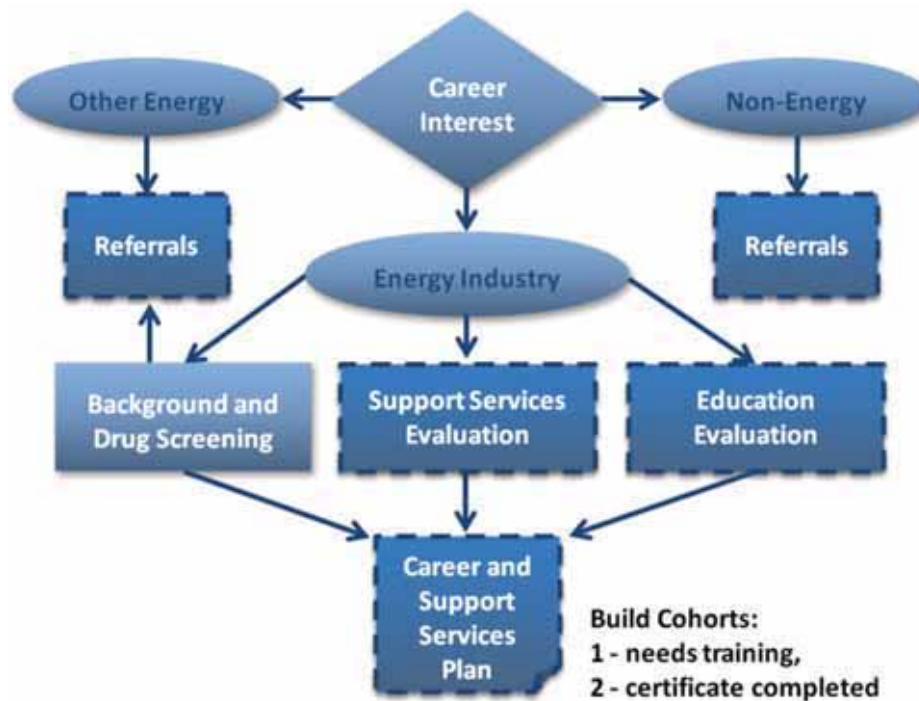 Other Energy
Career
Interest
Non-Energy
Referrals
Referrals
Energy Industry
Background and
Drug Screening
Support Services
Evaluation
Education
Evaluation
Career and
Support
Services
Plan
Build Cohorts:
1 - needs training,
2 - certificate completed